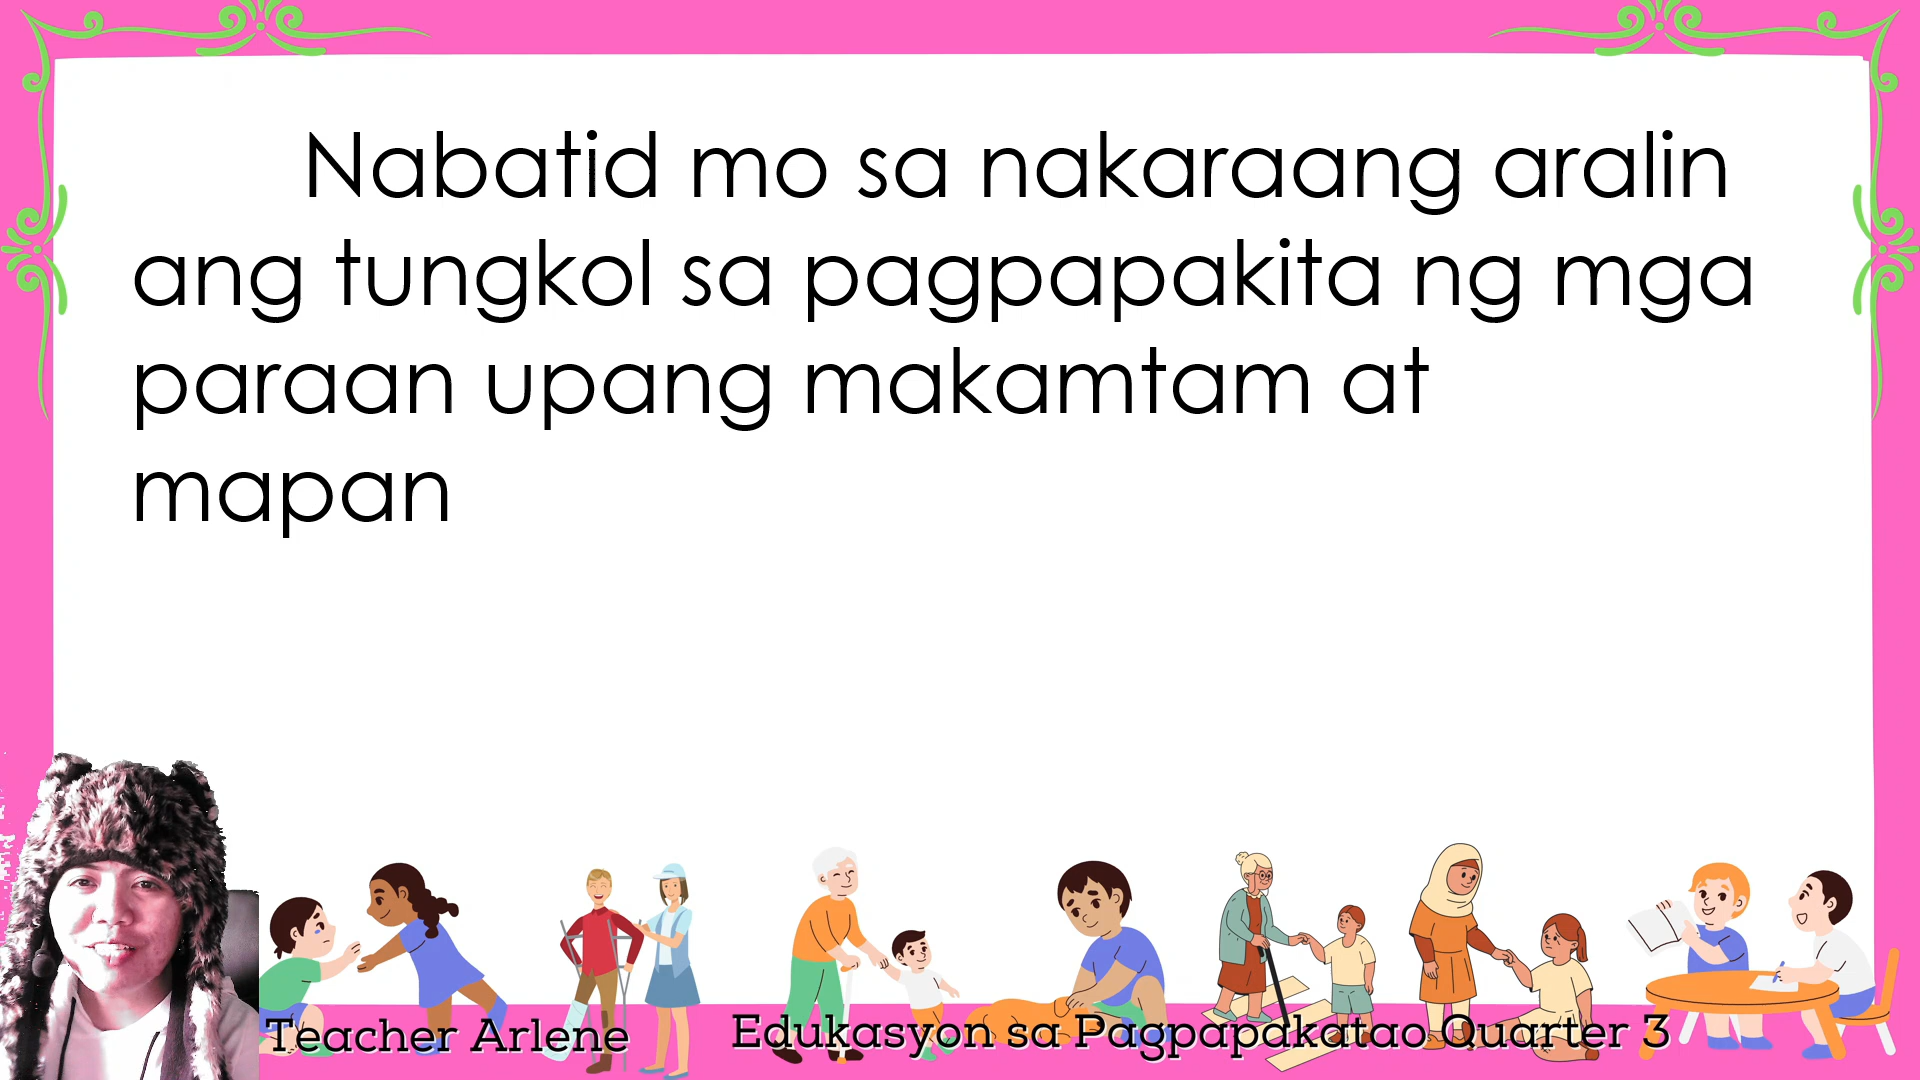 Nabatid mo sa nakaraang aralin
ang tungkol sa pagpapakita ng mga
paraan upang makamtam at
mapan
Teacher Arlene
Edukasyon sa Pagpapakatao Quarter 3